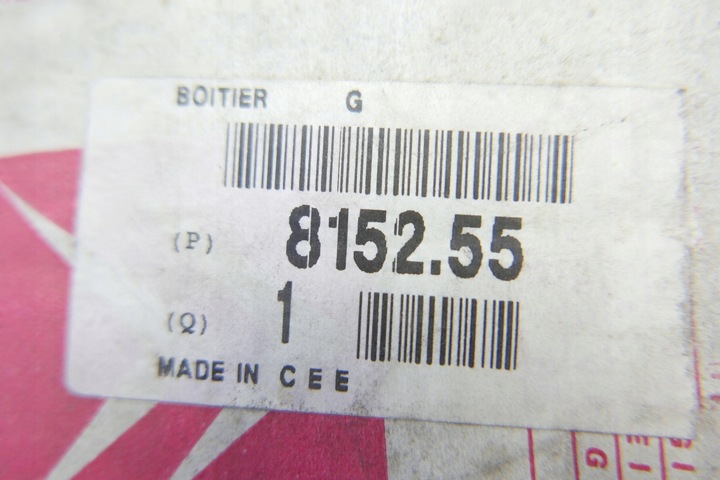 BOITIER G
(P) 8152.55
(Q) 1
MADE IN CEE